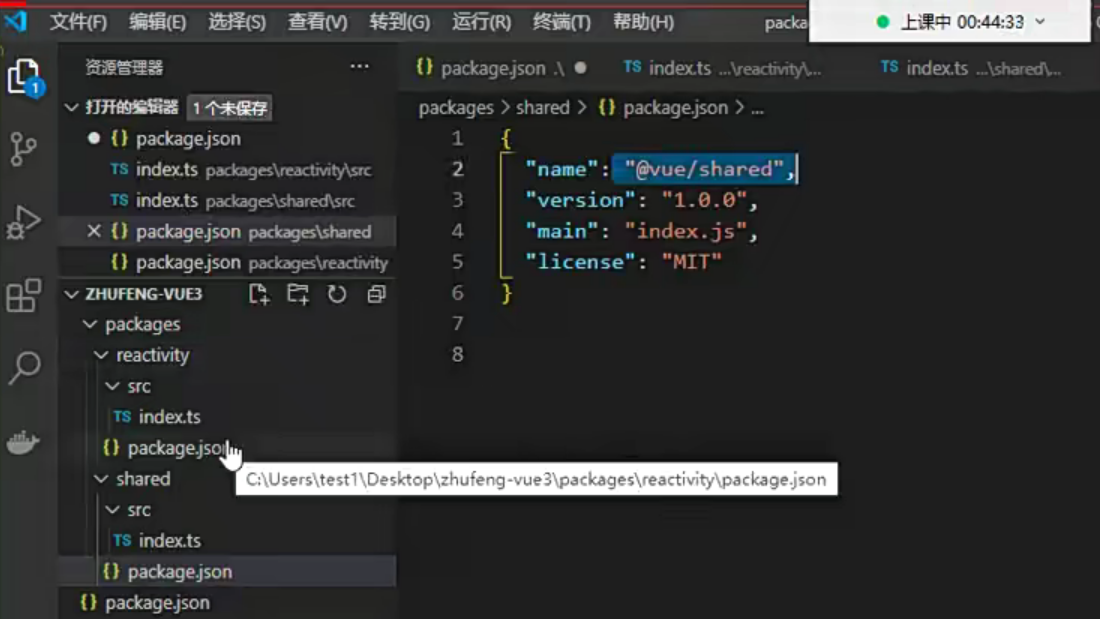 文件(F) 编辑(E) 选择(S) 查看(V) 转到(G) 运行(R) 终端(T) 帮助(H) packa
上课中 00:44:33
资源管理器 ...
{} package.json .\ ●
TS index.ts ...\reactivity\...
TS index.ts ...\shared\...
打开的编辑器 1 个未保存
{} package.json
TS index.ts packages\reactivity\src
TS index.ts packages\shared\src
{} package.json packages\shared
{} package.json packages\reactivity
ZHUFENG-VUE3
packages
reactivity
src
TS index.ts
{} package.json
shared
src
TS index.ts
{} package.json
{} package.json
1
packages > shared > {} package.json > ...
1 {
2 "name": "@vue/shared",
3 "version": "1.0.0",
4 "main": "index.js",
5 "license": "MIT"
6 }
7
8
C:\Users\test1\Desktop\zhufeng-vue3\packages\reactivity\package.json